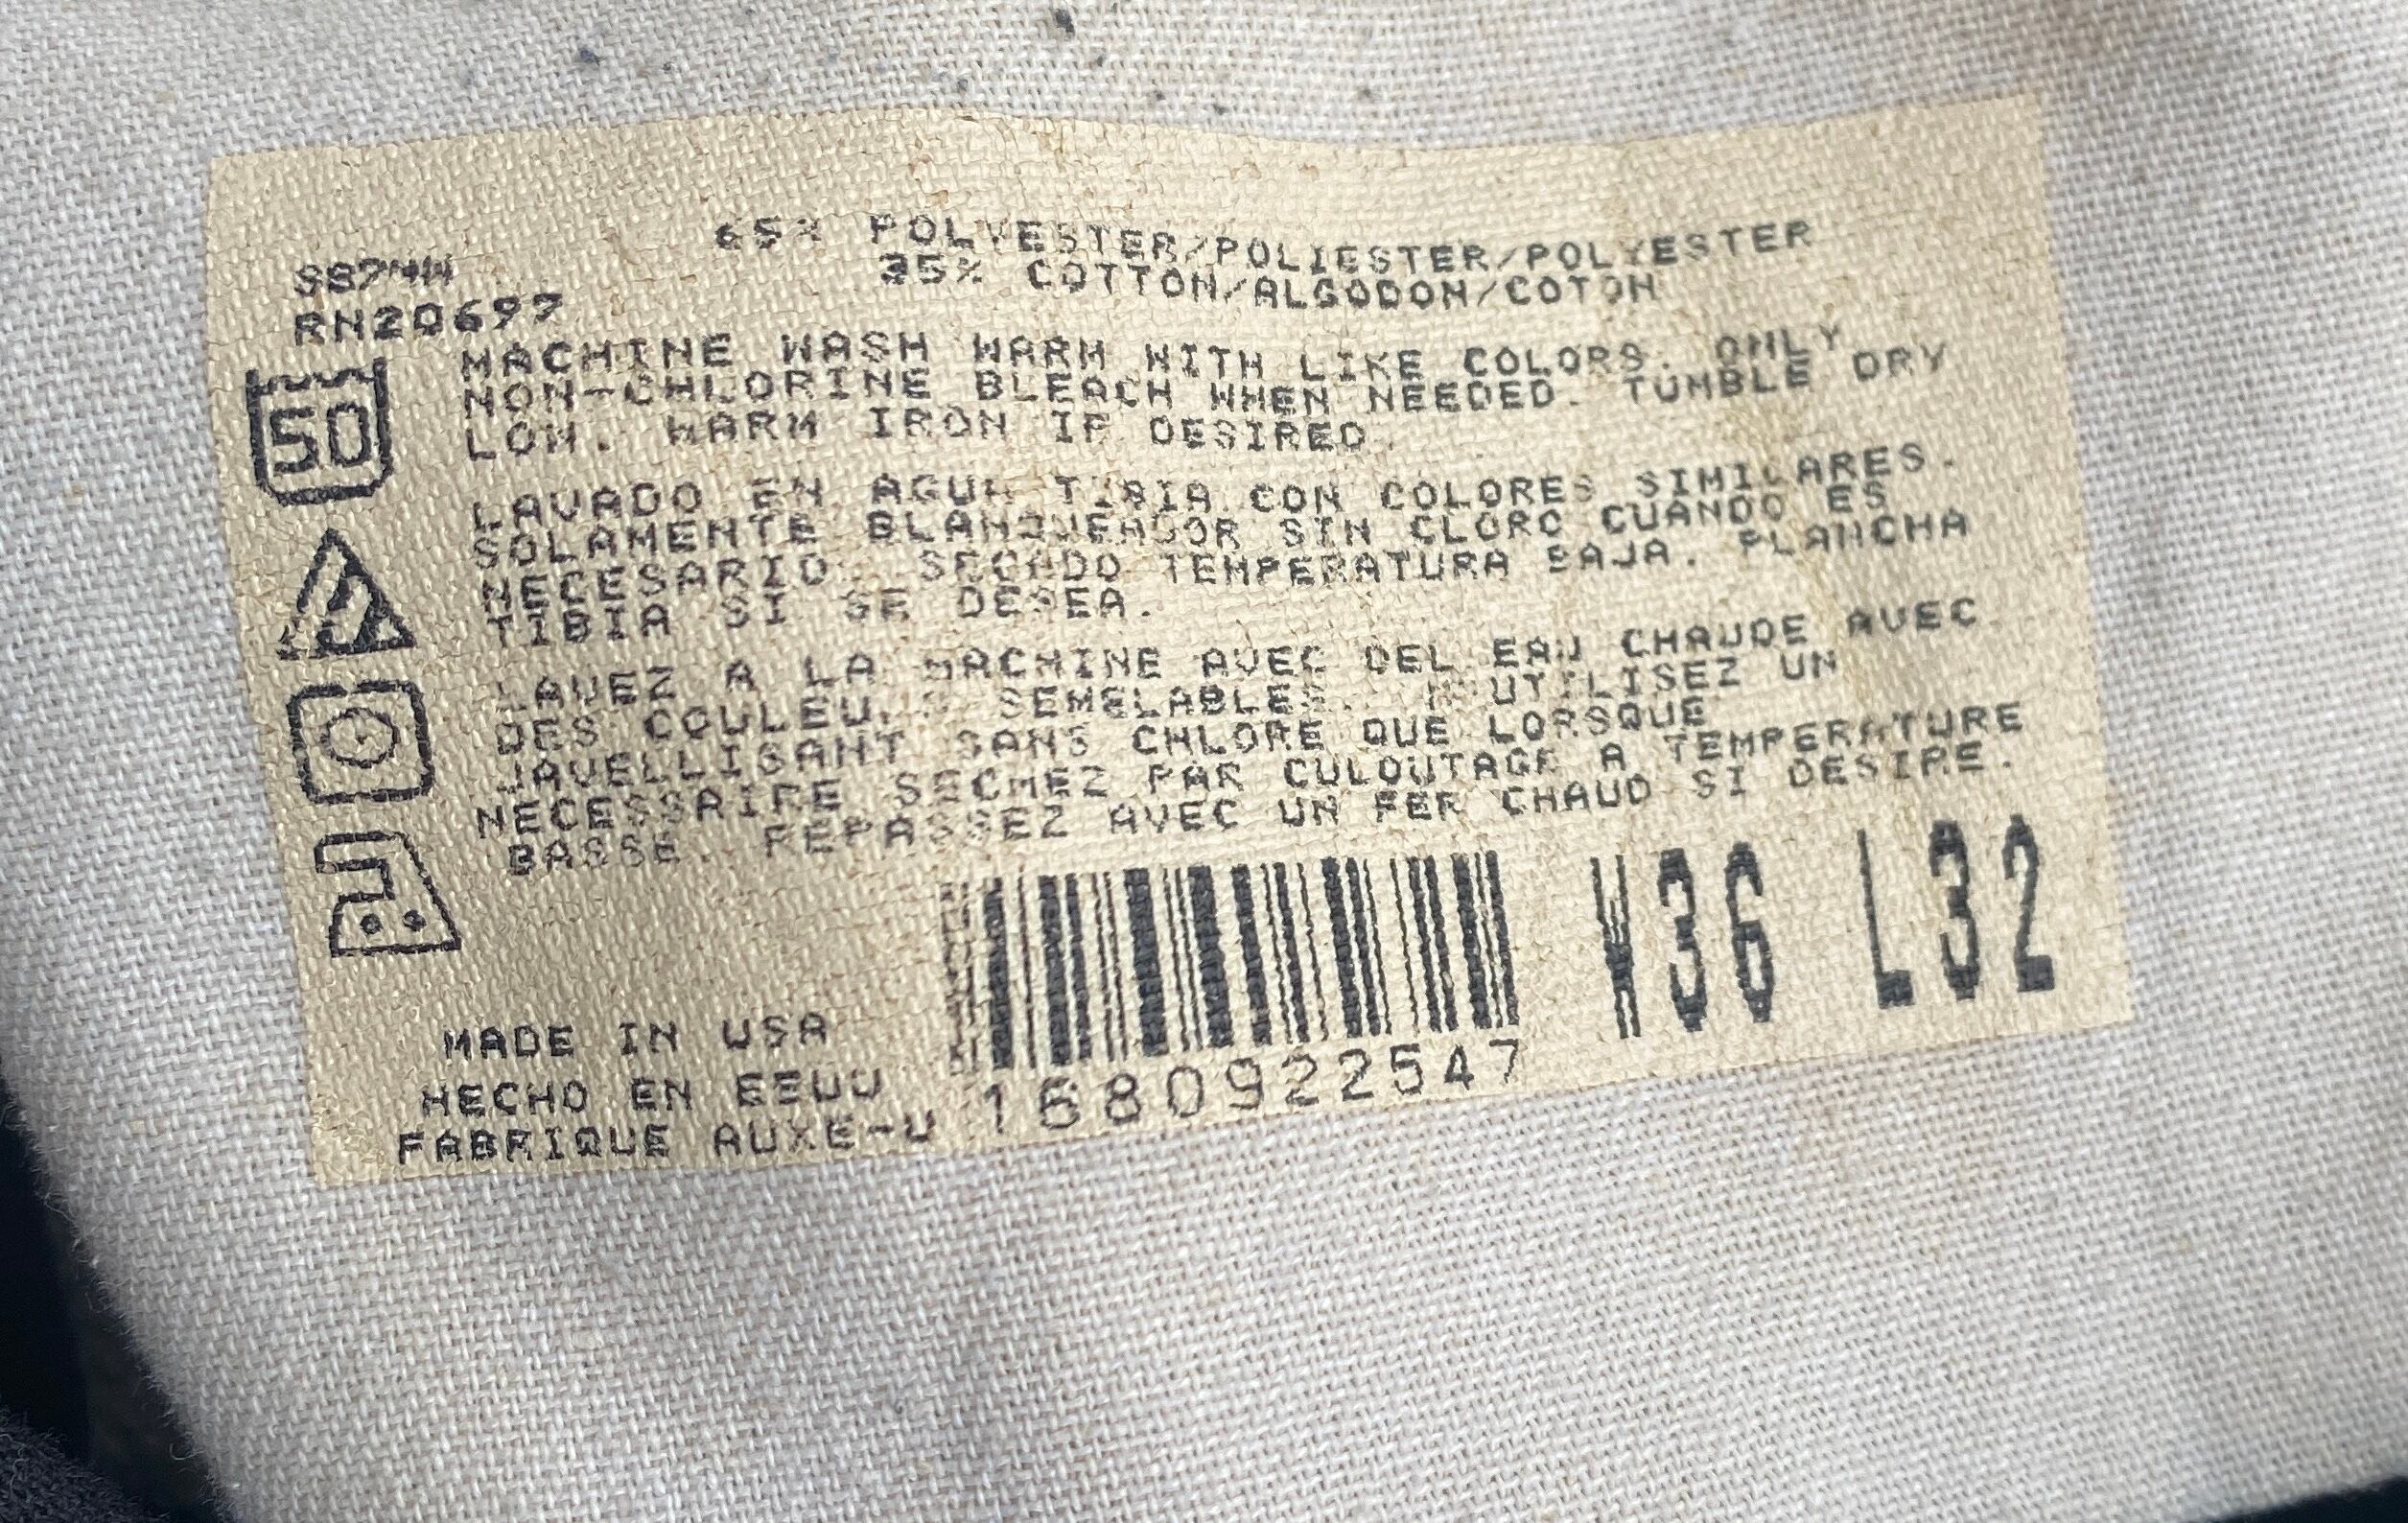 65% POLYESTER/POLIESTER/POLYESTER
35% COTTON/ALGODON/COTON
RN20697
MACHINE WASH WARM WITH LIKE COLORS. ONLY
NON-CHLORINE BLEACH WHEN NEEDED. TUMBLE DRY
LOW. WARM IRON IF DESIRED.
50
LAVADO EN AGUA TIBIA CON COLORES SIMILARES.
SOLAMENTE BLANQUEADOR SIN CLORO CUANDO ES
NECESARIO. SECADO TEMPERATURA BAJA. PLANCHA
TIBIA SI SE DESEA.
LAVEZ A LA MACHINE AVEC DEL EAU CHAUDE AVEC
DES COULEURS SEMELABLES. UTILISEZ UN
JAVELLISANT SANS CHLORE QUE LORSQUE
NECESSAIRE SECHEZ PAR CULOUTAGE A TEMPERATURE
BASSE. REPASSEZ AVEC UN FER CHAUD SI DESIRE.
W36 L32
MADE IN USA
HECHO EN EEUU
FABRIQUE AUXE-U
1680922547